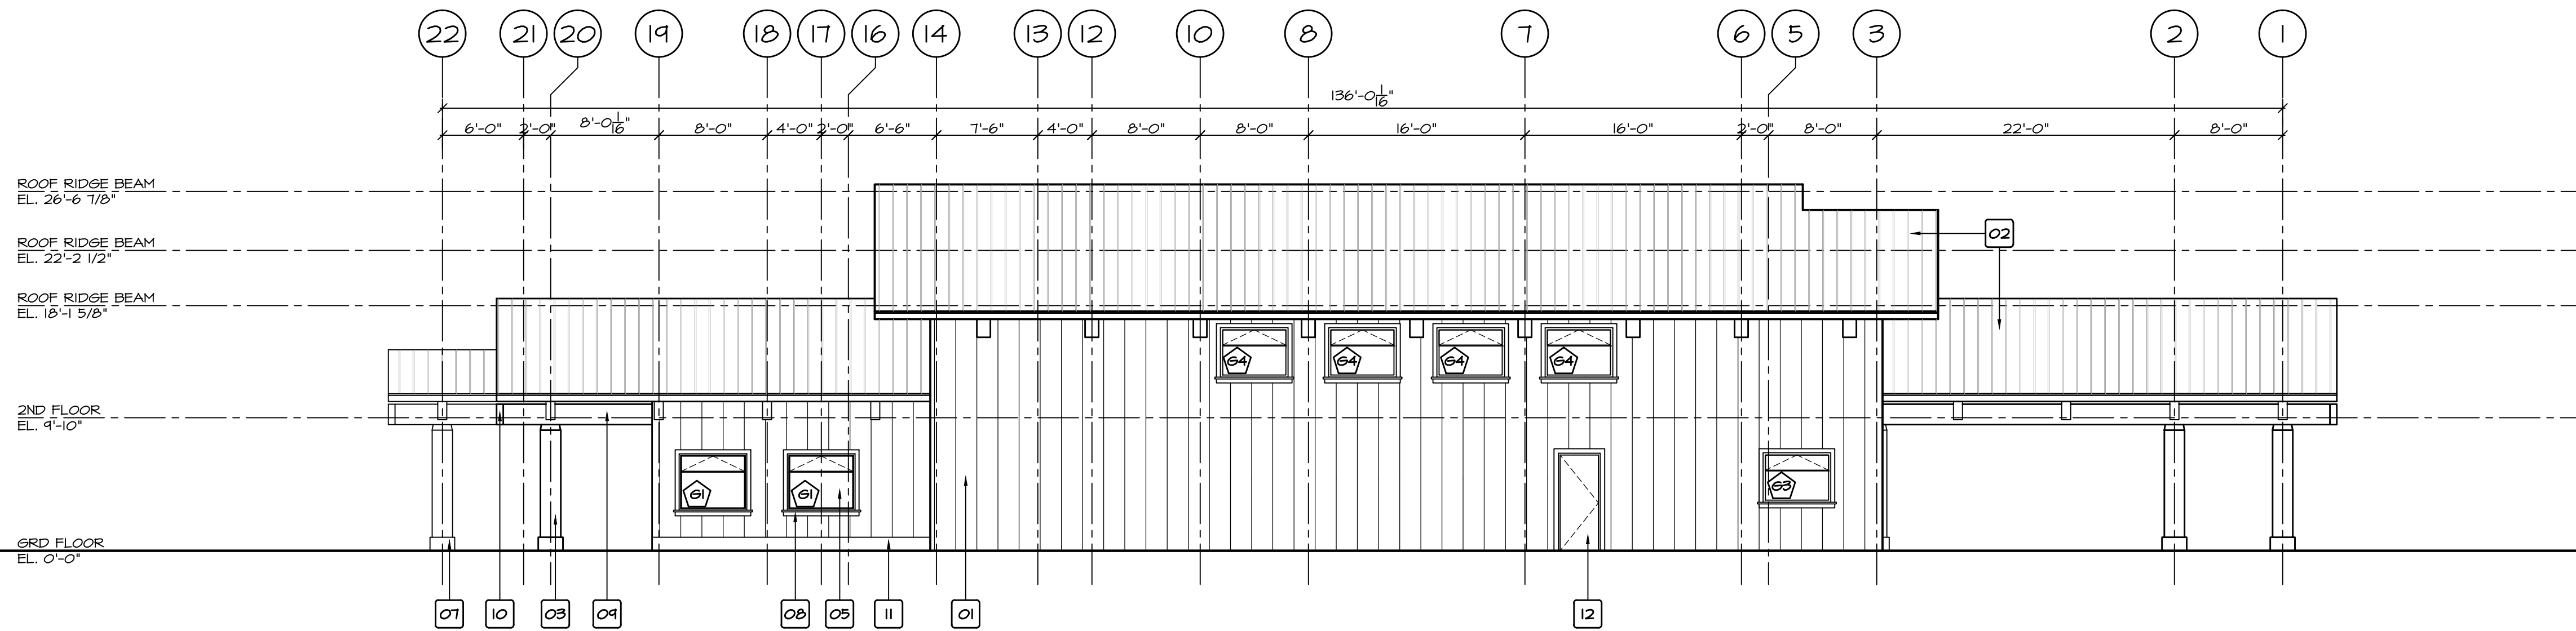 22 21 20 19 18 17 16 14 13 12 10 8 7 6 5 3 2 1
136'-0 1/16"
6'-0" 2'-0" 8'-0 1/16" 8'-0" 4'-0" 2'-0" 6'-6" 7'-6" 4'-0" 8'-0" 8'-0" 16'-0" 16'-0" 2'-0" 8'-0" 22'-0" 8'-0"
ROOF RIDGE BEAM
EL. 26'-6 7/8"
02
ROOF RIDGE BEAM
EL. 22'-2 1/2"
ROOF RIDGE BEAM
EL. 18'-1 5/8"
G4 G4 G4 G4
2ND FLOOR
EL. 9'-10"
G1 G1 G3
GRD FLOOR
EL. 0'-0"
07 10 03 09 08 05 11 01 12